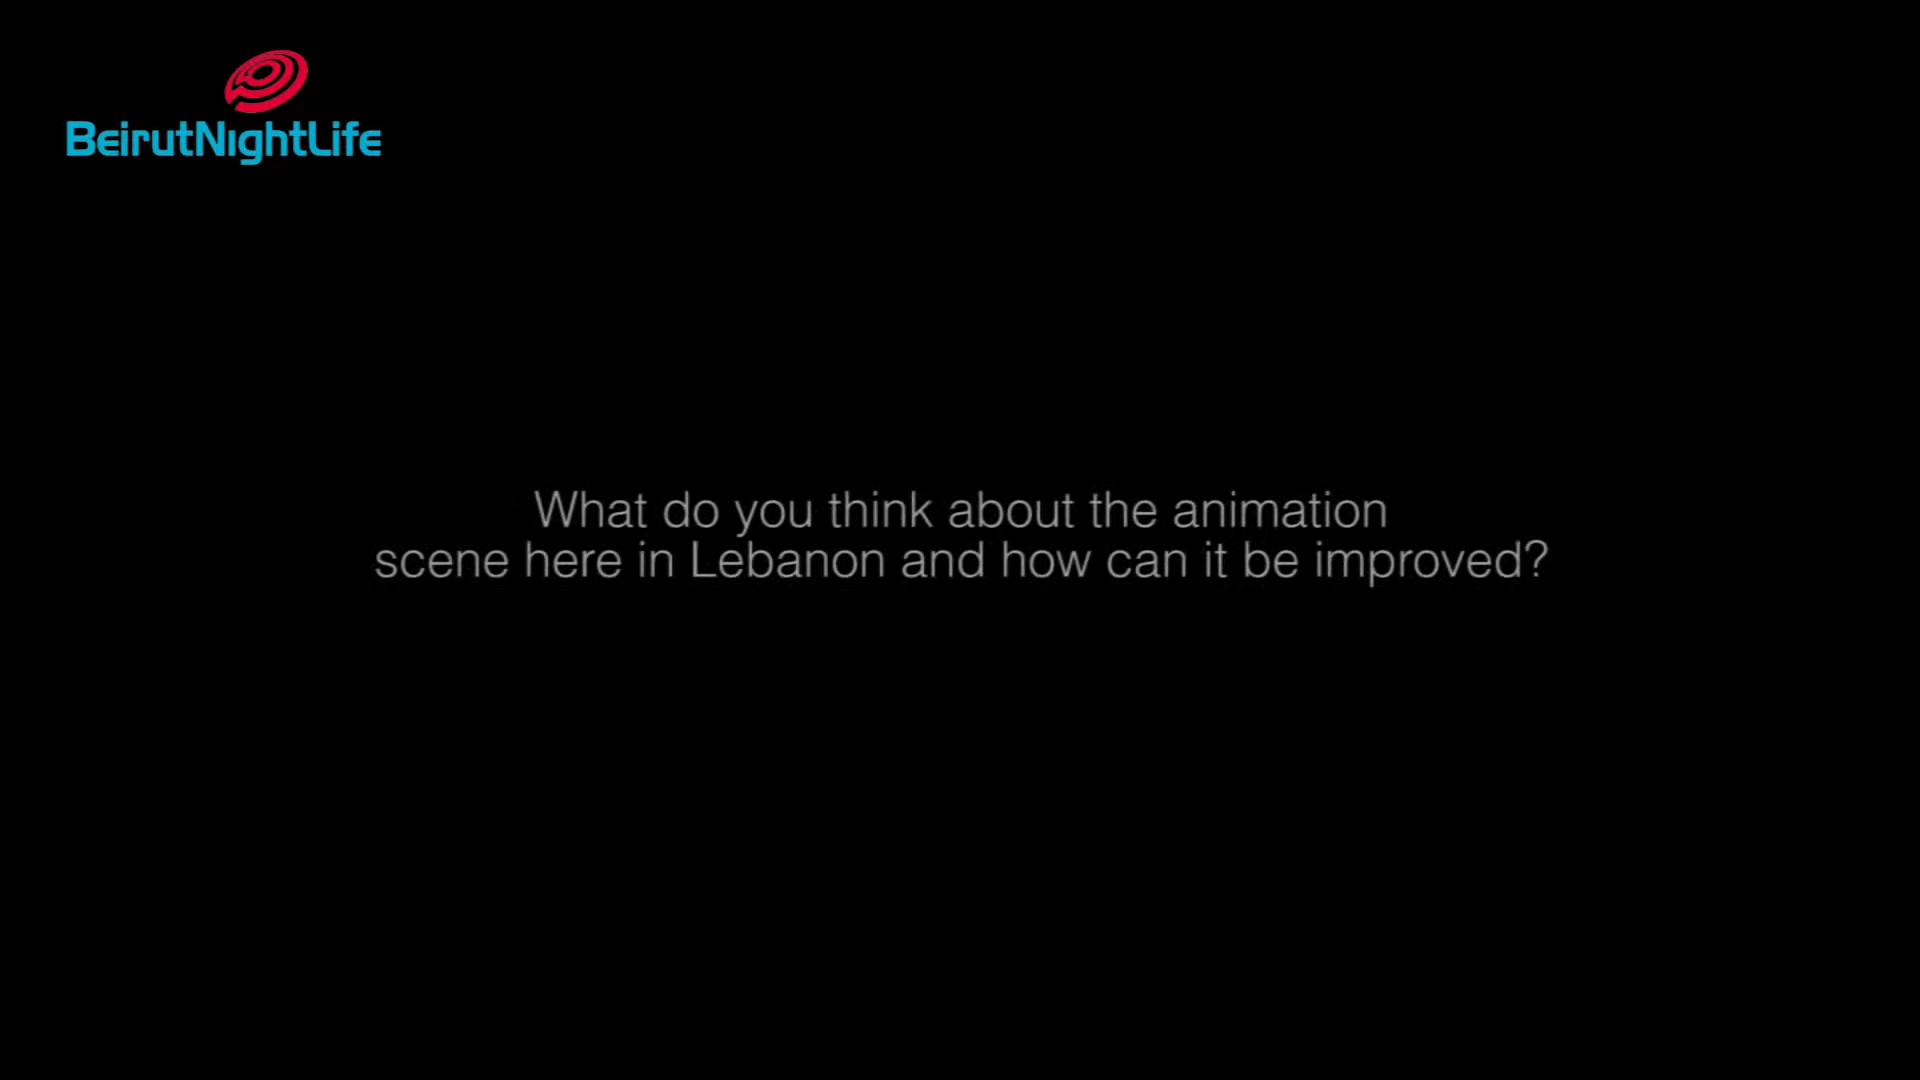 BeirutNightLife
What do you think about the animation
scene here in Lebanon and how can it be improved?